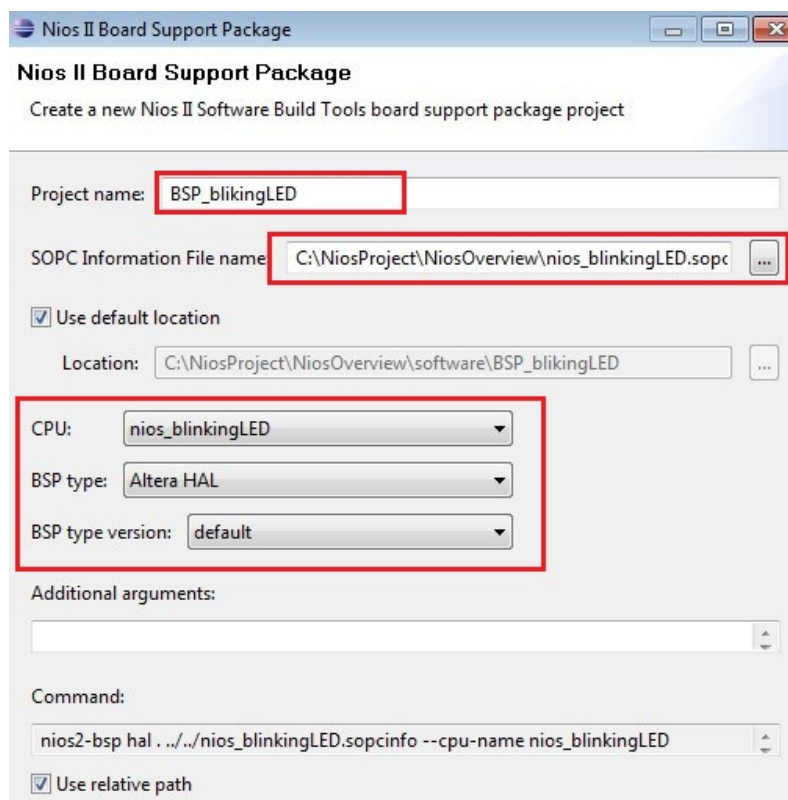 Nios II Board Support Package
Nios II Board Support Package
Create a new Nios II Software Build Tools board support package project
Project name: BSP_blikingLED
SOPC Information File name: C:\NiosProject\NiosOverview\nios_blinkingLED.sopc ...
Use default location
Location: C:\NiosProject\NiosOverview\software\BSP_blikingLED ...
CPU: nios_blinkingLED
BSP type: Altera HAL
BSP type version: default
Additional arguments:
Command:
nios2-bsp hal . ../../nios_blinkingLED.sopcinfo --cpu-name nios_blinkingLED
Use relative path